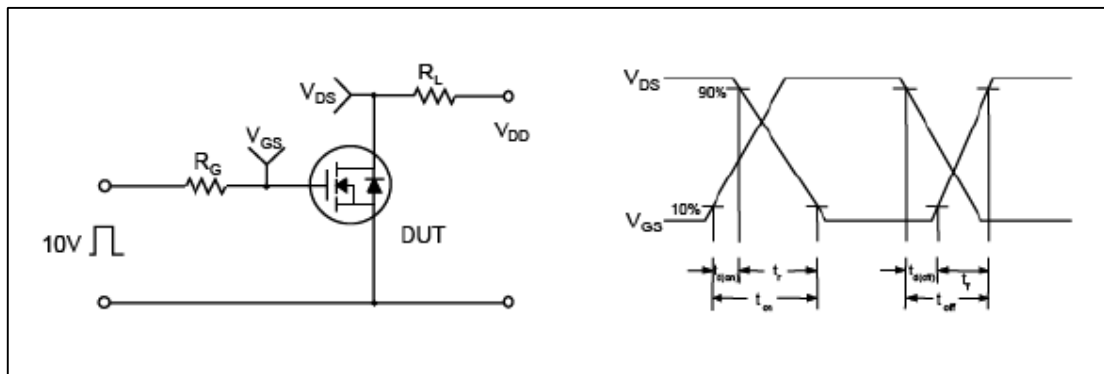 V_DS
R_L
V_DD
V_GS
R_G
10V
DUT
V_DS
90%
10%
V_GS
t_d(on)
t_r
t_on
t_d(off)
t_f
t_off